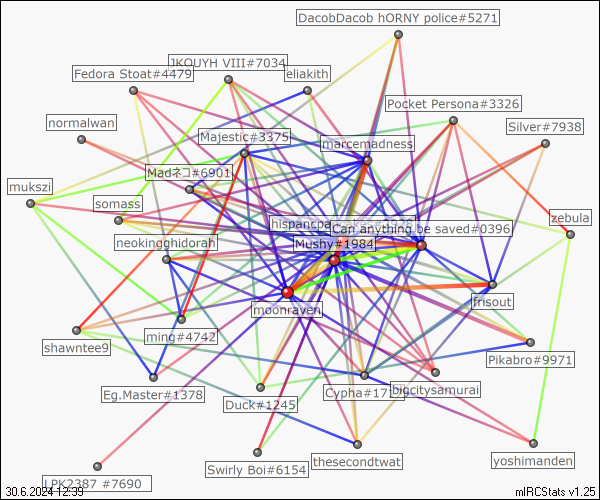 DacobDacob hORNY police#5271
JKOUYH VIII#7034
Fedora Stoat#4479
eliakith
Pocket Persona#3326
normalwan
Silver#7938
Majestic#3375
marcemadness
Madネコ#6901
mukszi
somass
hispancpa
Can anything be saved#0396
zebula
neokingghidorah
Mushy#1984
moonraven
frisout
shawntee9
ming#4742
Pikabro#9971
Eg.Master#1378
Duck#1245
Cypha#17
bigcitysamurai
Swirly Boi#6154
thesecondtwat
yoshimanden
LPK2387 #7690
30.6.2024 12:39
mIRCStats v1.25